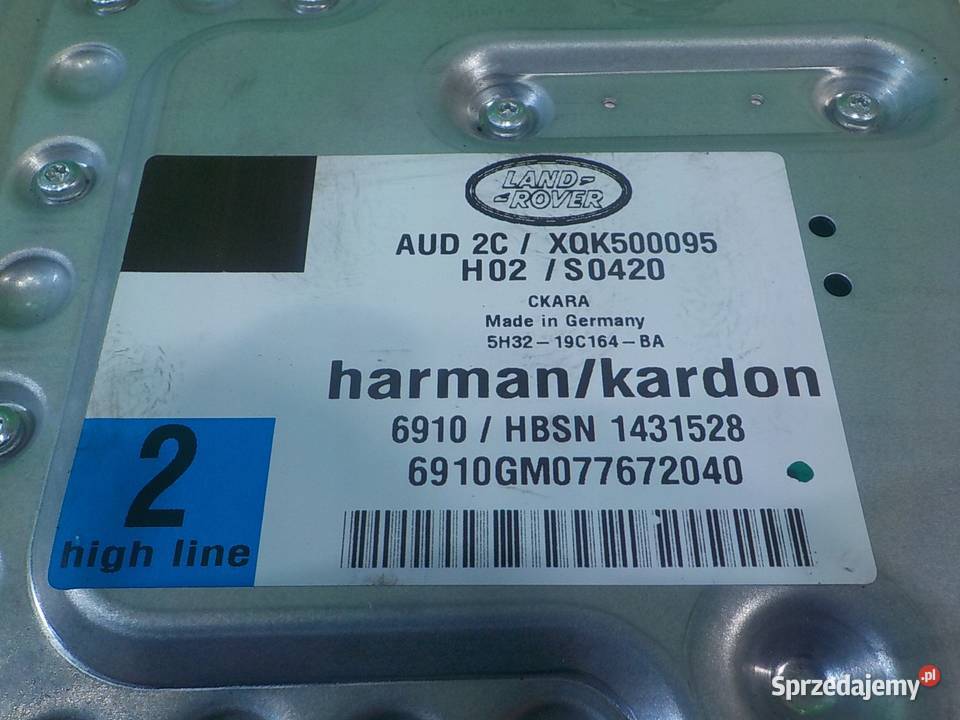 LAND-
-ROVER
AUD 2C / XQK500095
H02 / S0420
CKARA
Made in Germany
5H32-19C164-BA
harman/kardon
6910 / HBSN 1431528
6910GM077672040
2
high line
Sprzedajemy.pl